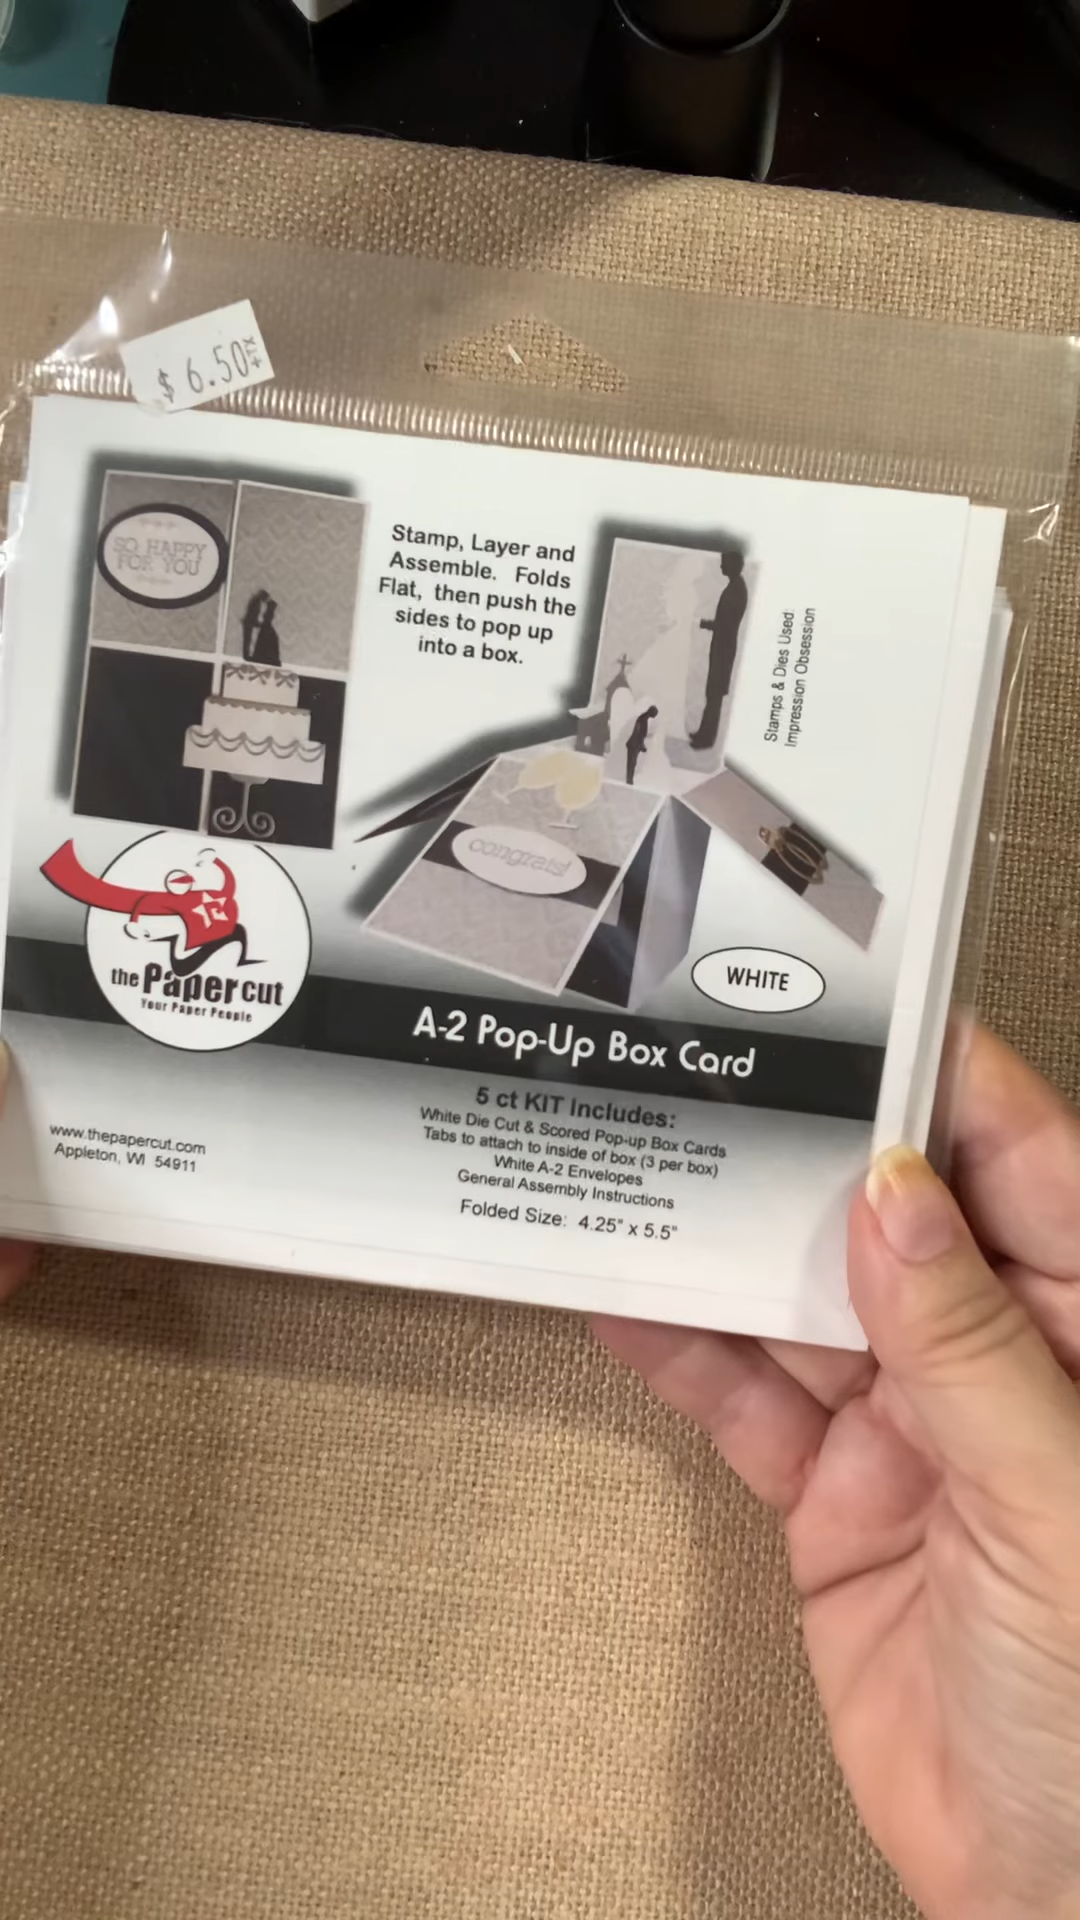 $ 6.50
SO HAPPY
FOR YOU
Stamp, Layer and
Assemble. Folds
Flat, then push the
sides to pop up
into a box.
Stamps & Dies Used:
Impression Obsession
congrats!
the Paper cut
Your Paper People
WHITE
A-2 Pop-Up Box Card
5 ct KIT Includes:
White Die Cut & Scored Pop-up Box Cards
Tabs to attach to inside of box (3 per box)
White A-2 Envelopes
General Assembly Instructions
Folded Size: 4.25" x 5.5"
www.thepapercut.com
Appleton, WI 54911